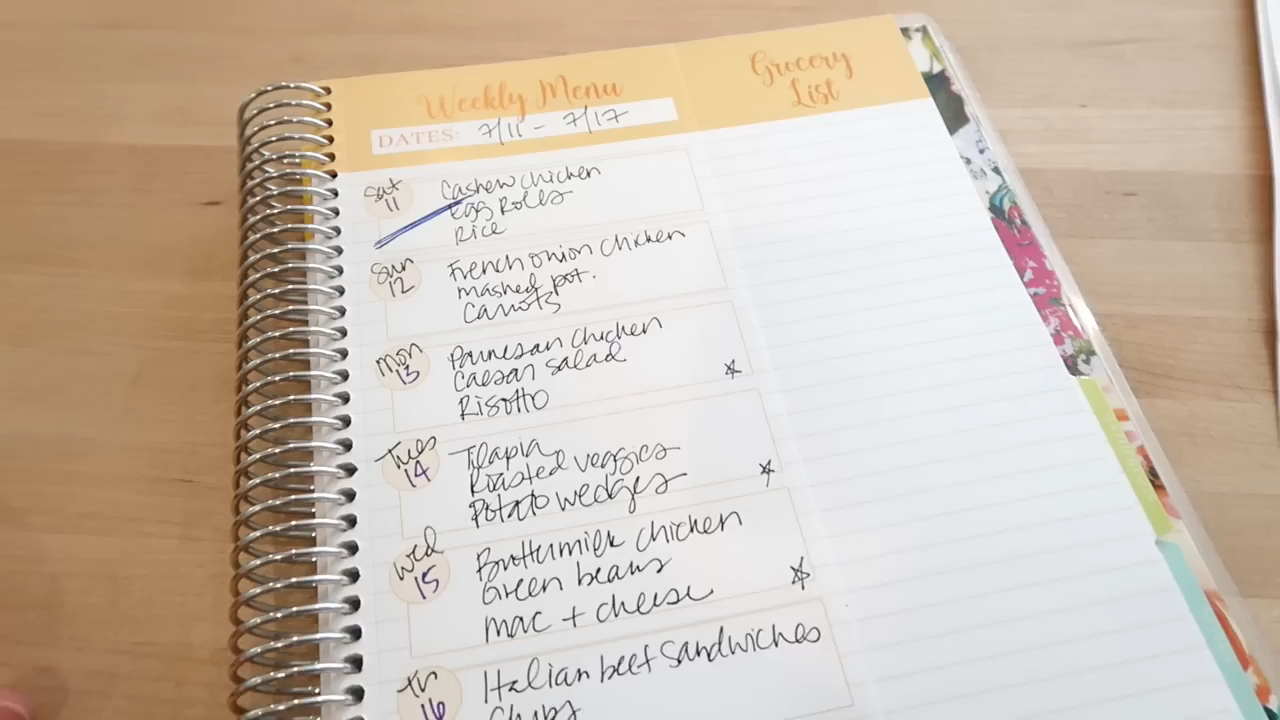 Weekly Menu
DATES: 7/11 - 7/17
Grocery
List
Sat
11
Cashew chicken
Egg Rolls
Rice
Sun
12
French onion chicken
mashed pot.
Carrots
Mon
13
Parmesan chicken
Caesar salad
Risotto
Tues
14
Tilapia
Roasted veggies
Potato wedges
Wed
15
Buttermilk chicken
Green beans
mac + cheese
Th
16
Italian beef sandwiches
Chips